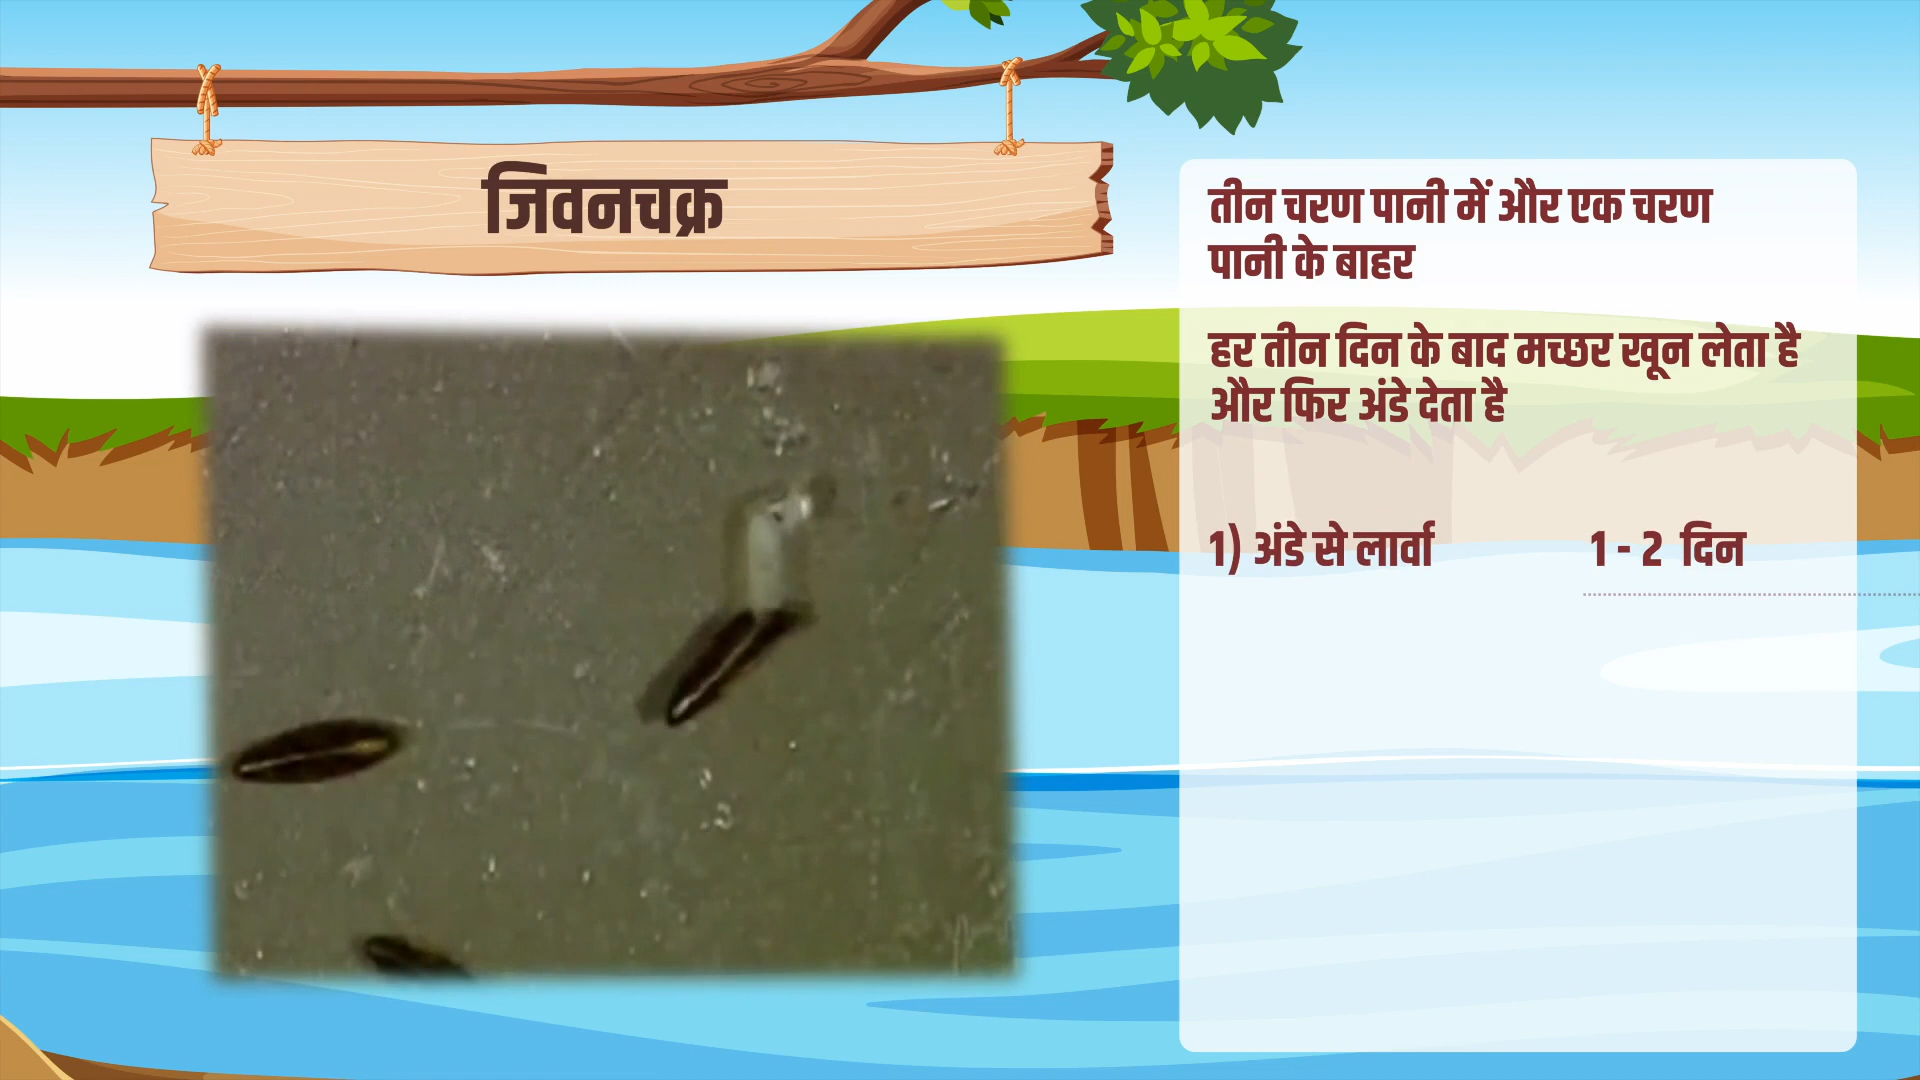 जिवनचक्र
तीन चरण पानी में और एक चरण
पानी के बाहर
हर तीन दिन के बाद मच्छर खून लेता है
और फिर अंडे देता है
1) अंडे से लार्वा 1 - 2 दिन